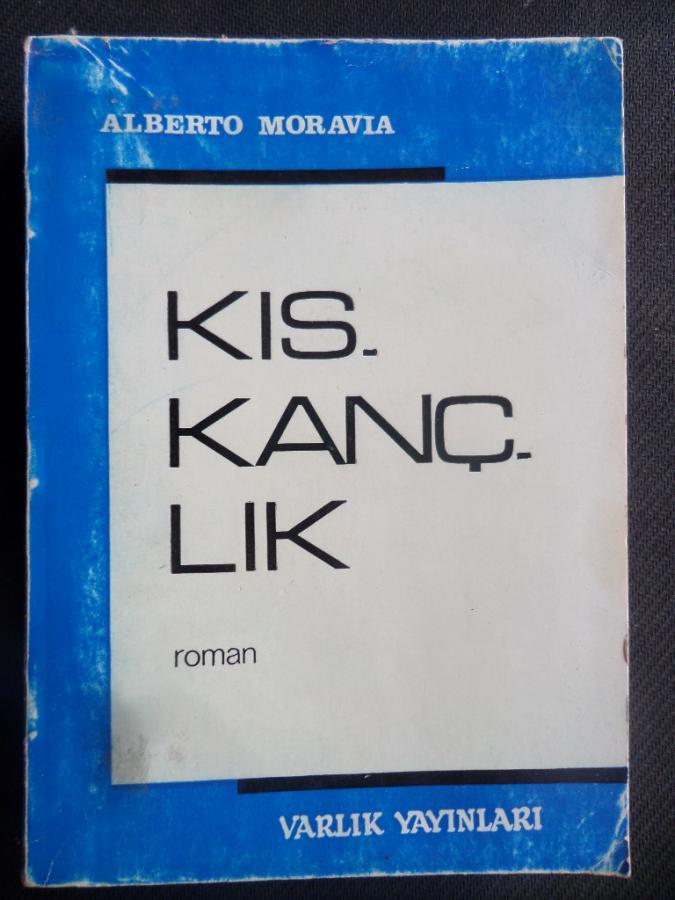 ALBERTO MORAVIA
KIS-
KANÇ-
LIK
roman
VARLIK YAYINLARI